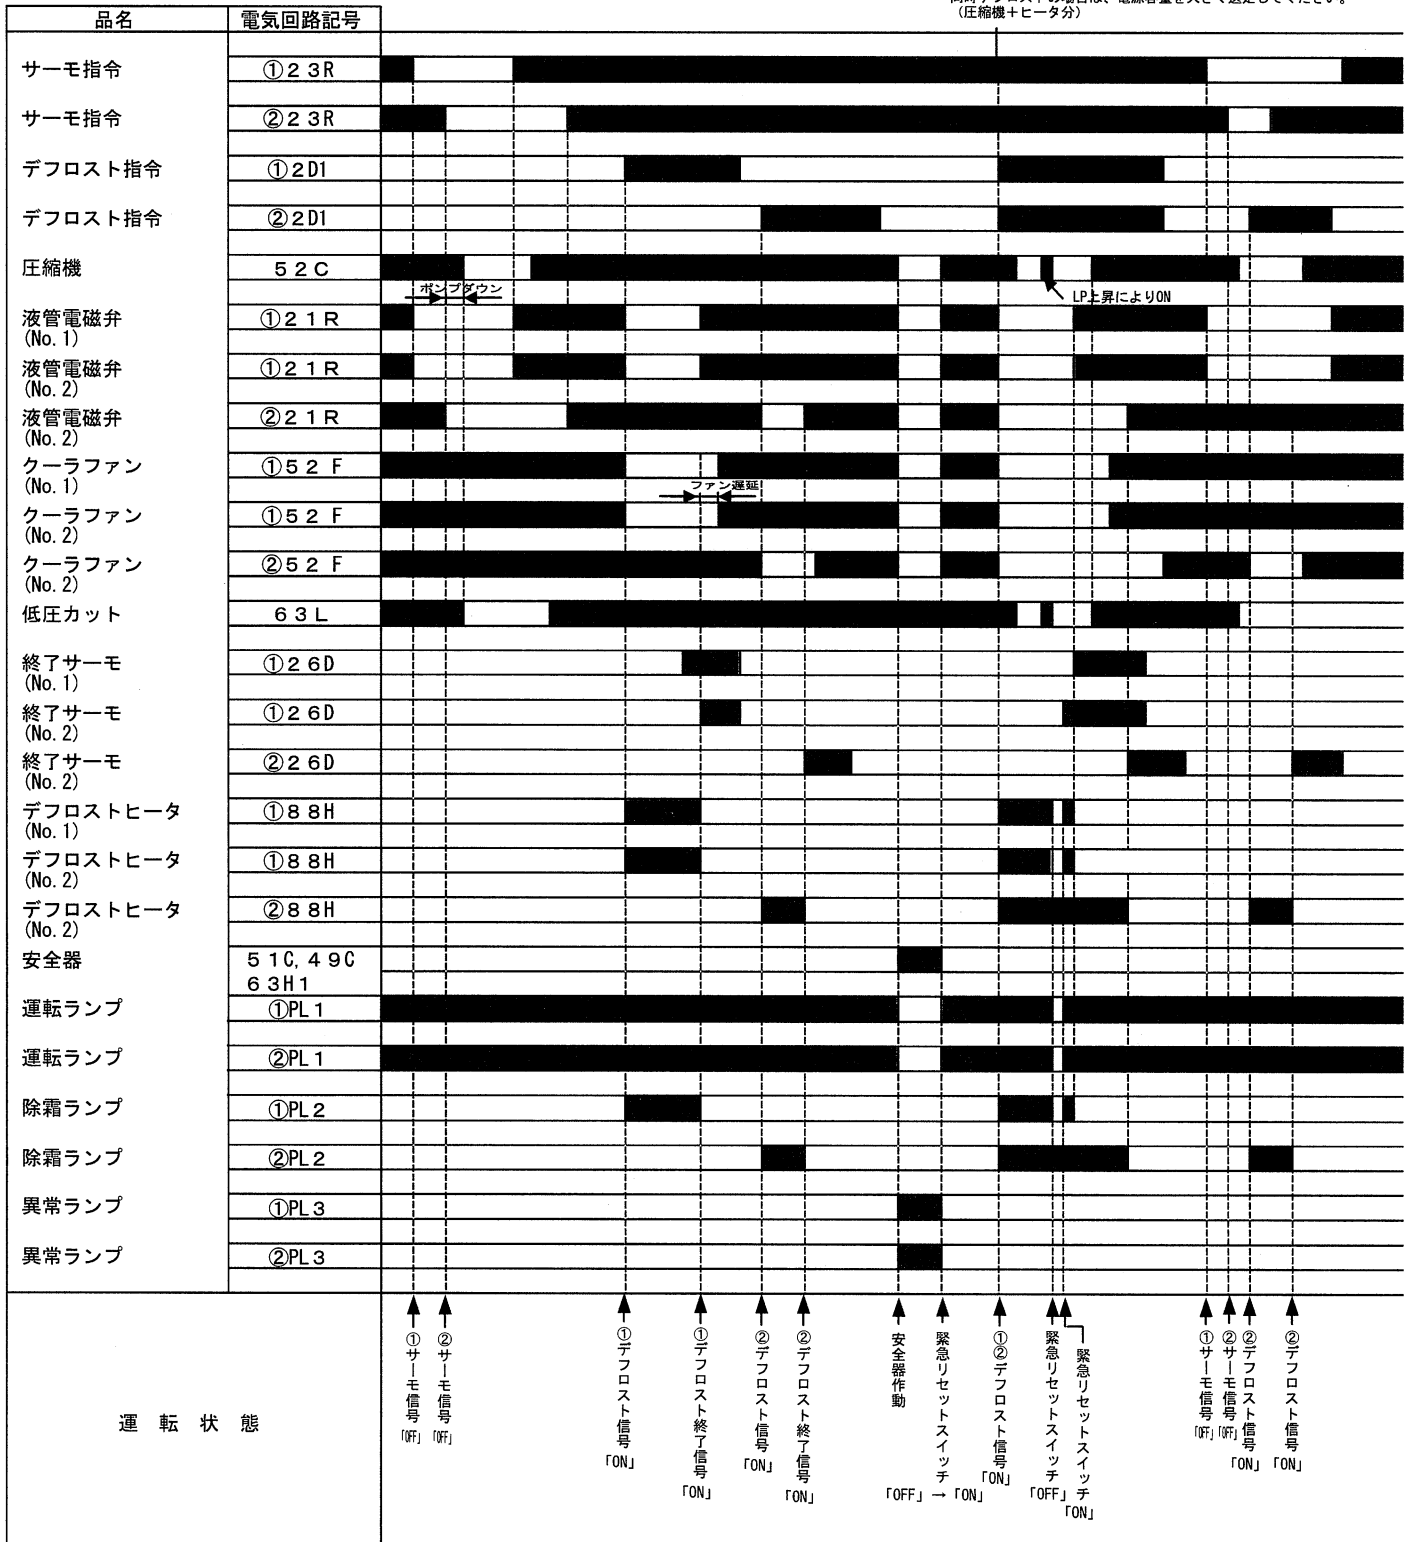 （圧縮機＋ヒータ分）
品名 電気回路記号
サーモ指令 ①２３R
サーモ指令 ②２３R
デフロスト指令 ①２D1
デフロスト指令 ②２D1
圧縮機 ５２C
ポンプダウン
LP上昇によりON
液管電磁弁 ①２１R
(No. 1)
液管電磁弁 ①２１R
(No. 2)
液管電磁弁 ②２１R
(No. 2)
クーラファン ①５２F
(No. 1)
ファン遅延
クーラファン ①５２F
(No. 2)
クーラファン ②５２F
(No. 2)
低圧カット ６３L
終了サーモ ①２６D
(No. 1)
終了サーモ ①２６D
(No. 2)
終了サーモ ②２６D
(No. 2)
デフロストヒータ ①８８H
(No. 1)
デフロストヒータ ①８８H
(No. 2)
デフロストヒータ ②８８H
(No. 2)
安全器 ５１C,４９C
６３H1
運転ランプ ①PL１
運転ランプ ②PL１
除霜ランプ ①PL２
除霜ランプ ②PL２
異常ランプ ①PL３
異常ランプ ②PL３
運転状態
①サーモ信号「OFF」
②サーモ信号「OFF」
①デフロスト信号「ON」
①デフロスト終了信号「ON」
②デフロスト信号「ON」
②デフロスト終了信号「ON」
安全器作動
緊急リセットスイッチ「OFF」→「ON」
①②デフロスト信号「ON」
緊急リセットスイッチ「OFF」
緊急リセットスイッチ「ON」
①サーモ信号「OFF」
②サーモ信号「OFF」
②デフロスト信号「ON」
②デフロスト信号「ON」